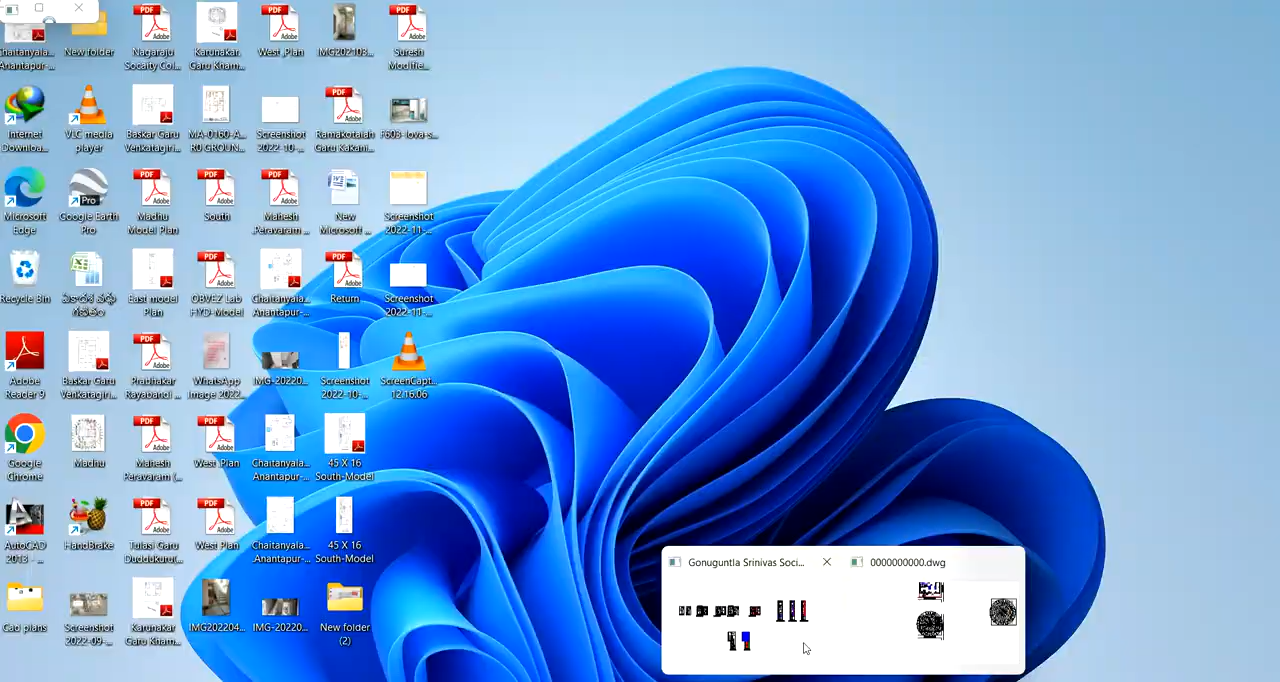 Chaitanyala... Anantapur-...
New folder
Nagaraju Socaity Col...
Karunakar. Garu Kham...
West ,Plan
IMG202103...
Suresh Modifie...
Internet Downloa...
VLC media player
Baskar Garu Venkatagiri...
MA-0160-A... R0 GROUN...
Screenshot 2022-10-...
Ramakotaiah Garu Kakani...
F603-Iova-s...
Microsoft Edge
Google Earth Pro
Madhu Model Plan
South
Mahesh .Peravaram ...
New Microsoft ...
Screenshot 2022-11-...
Recycle Bin
East model Plan
OBVEZ Lab HYD-Model
Chaitanyala... Anantapur-...
Return
Screenshot 2022-11-...
Adobe Reader 9
Baskar Garu Venkatagiri...
Prabhakar Rayabandi ...
WhatsApp Image 2022...
IMG-20220...
Screenshot 2022-10-...
ScreenCapt... 12.16.06
Google Chrome
Madhu
Mahesh Peravaram (...
West ,Plan
Chaitanyala... .Anantapur-...
45 X 16 South-Model
AutoCAD 2013 - ...
HandBrake
Tulasi Garu Duddukuru(...
West Plan
Chaitanyala... .Anantapur-...
45 X 16 South-Model
Cad plans
Screenshot 2022-09-...
Karunakar Garu Kham...
IMG202204...
IMG-20220...
New folder (2)
Gonuguntla Srinivas Soci...
0000000000.dwg